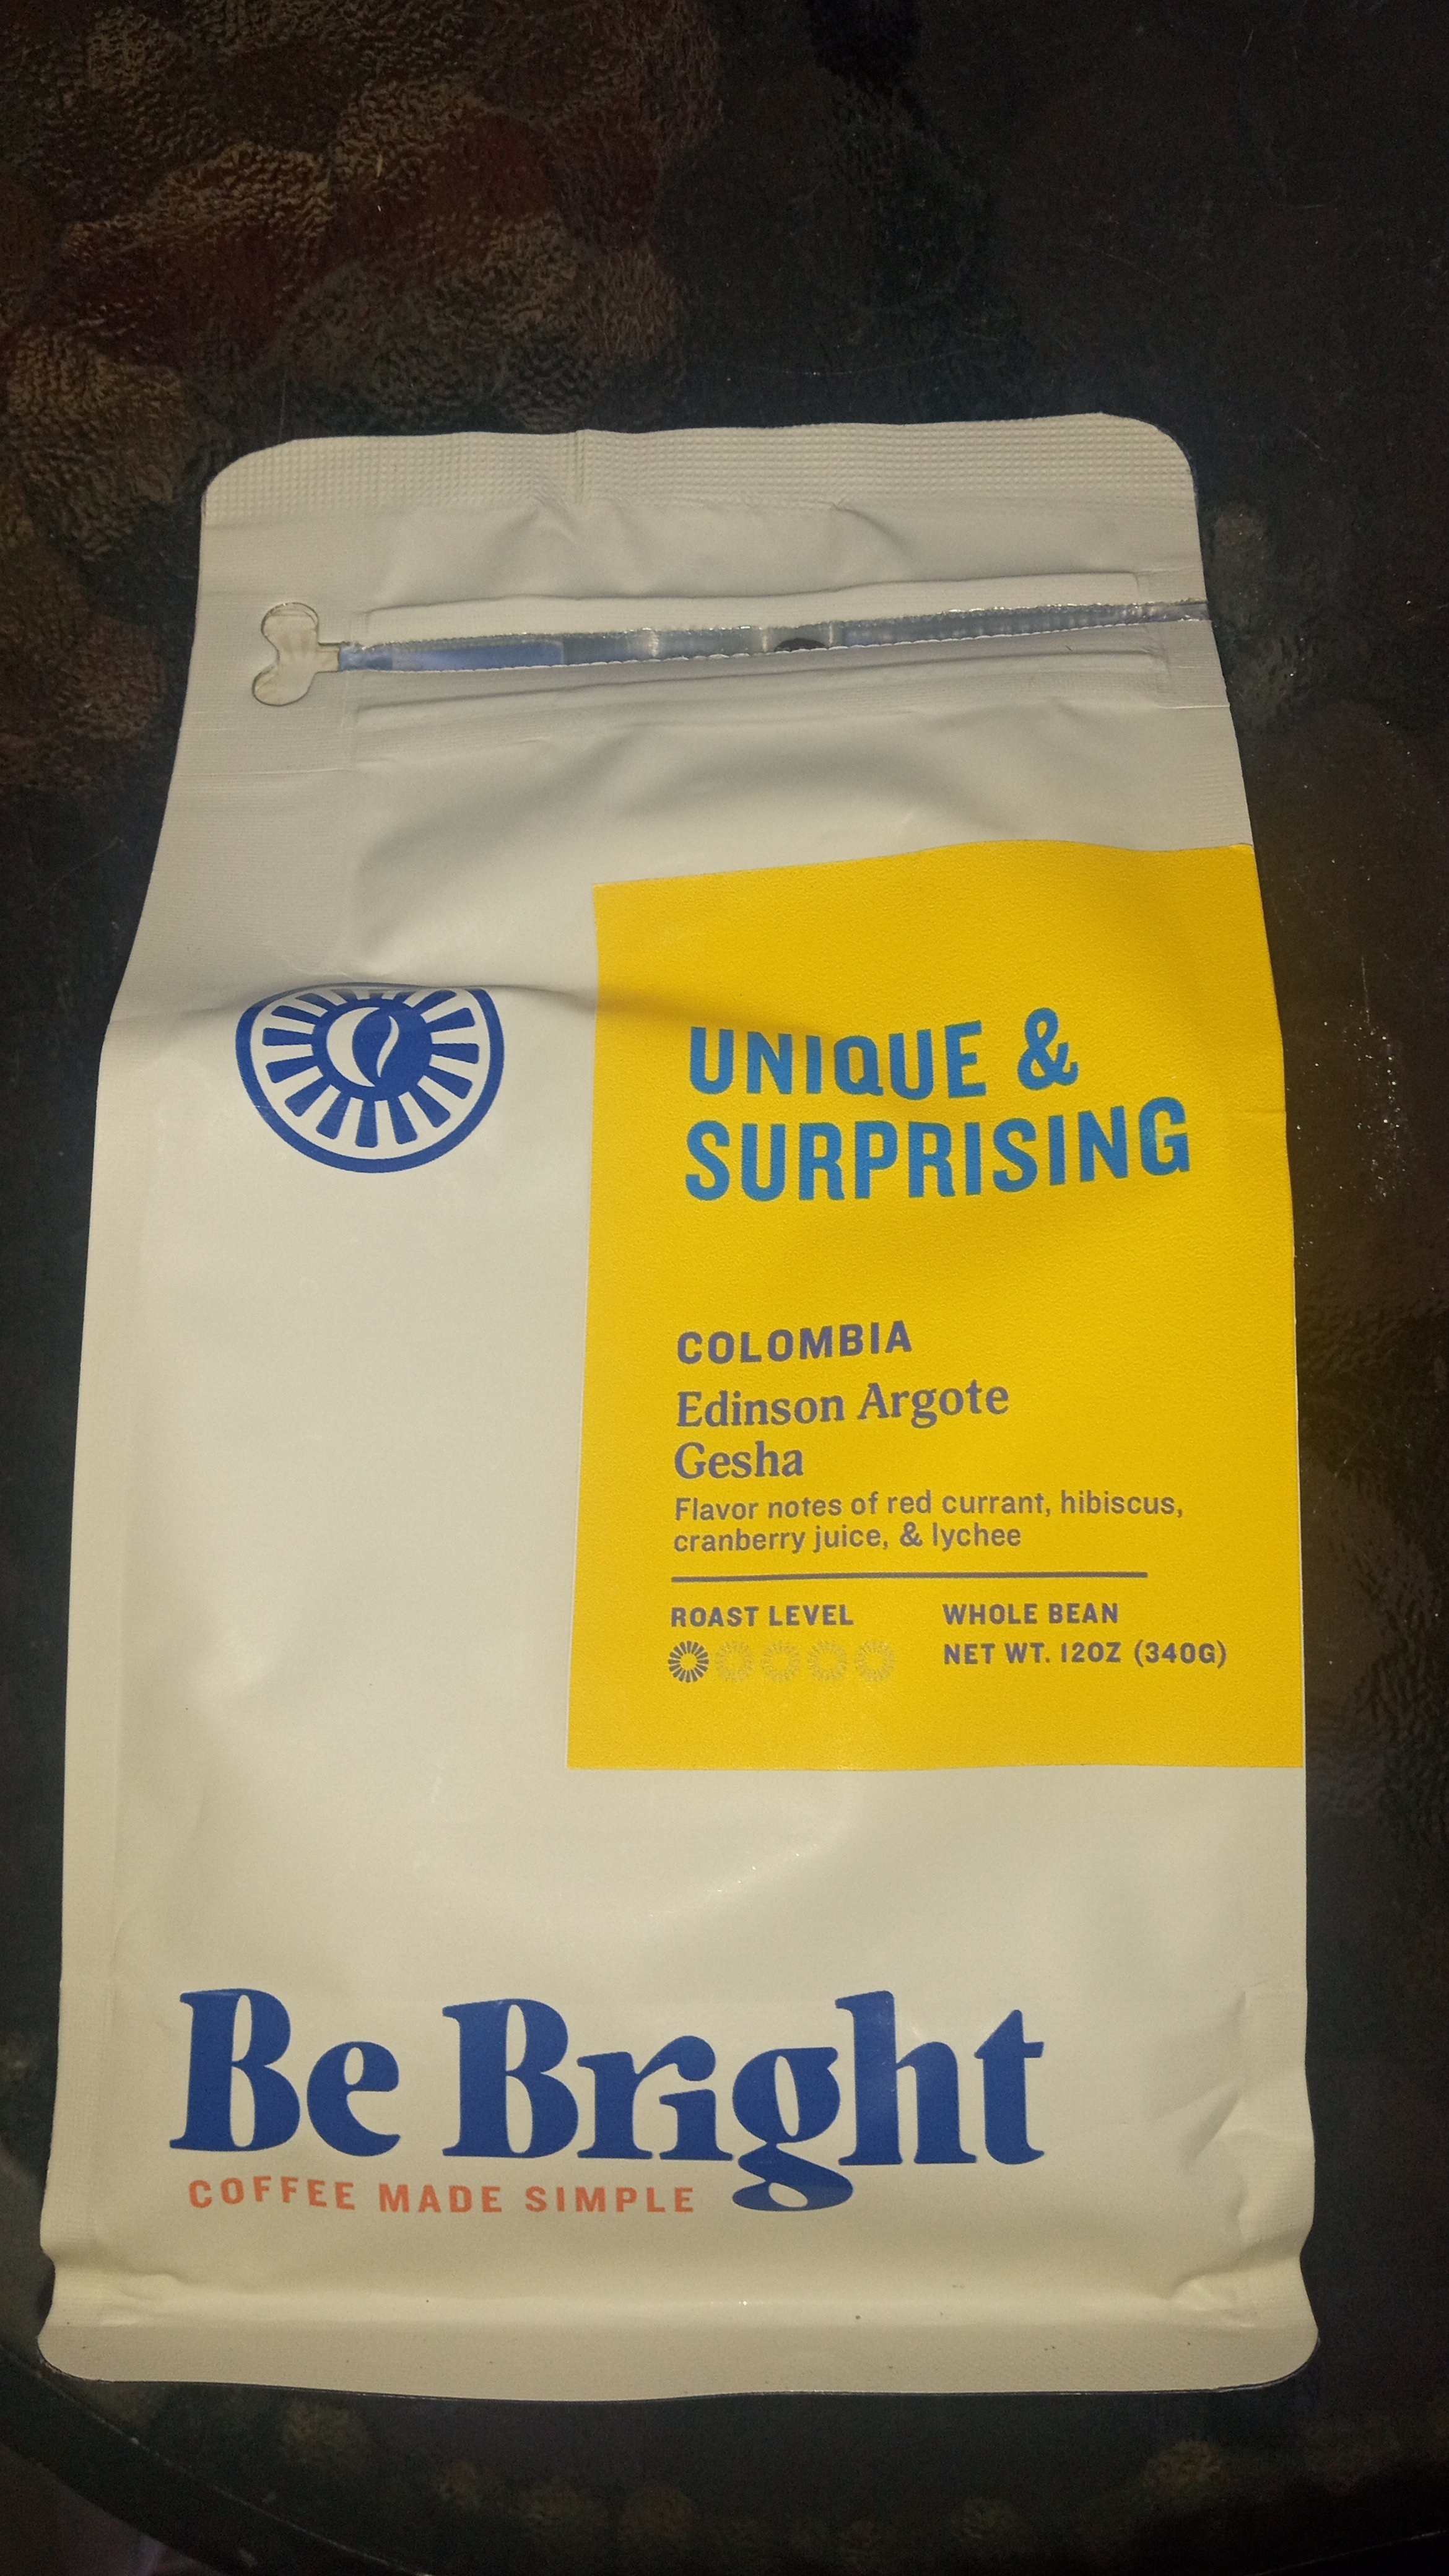 UNIQUE &
SURPRISING
COLOMBIA
Edinson Argote
Gesha
Flavor notes of red currant, hibiscus,
cranberry juice, & lychee
ROAST LEVEL
WHOLE BEAN
NET WT. 12OZ (340G)
Be Bright
COFFEE MADE SIMPLE